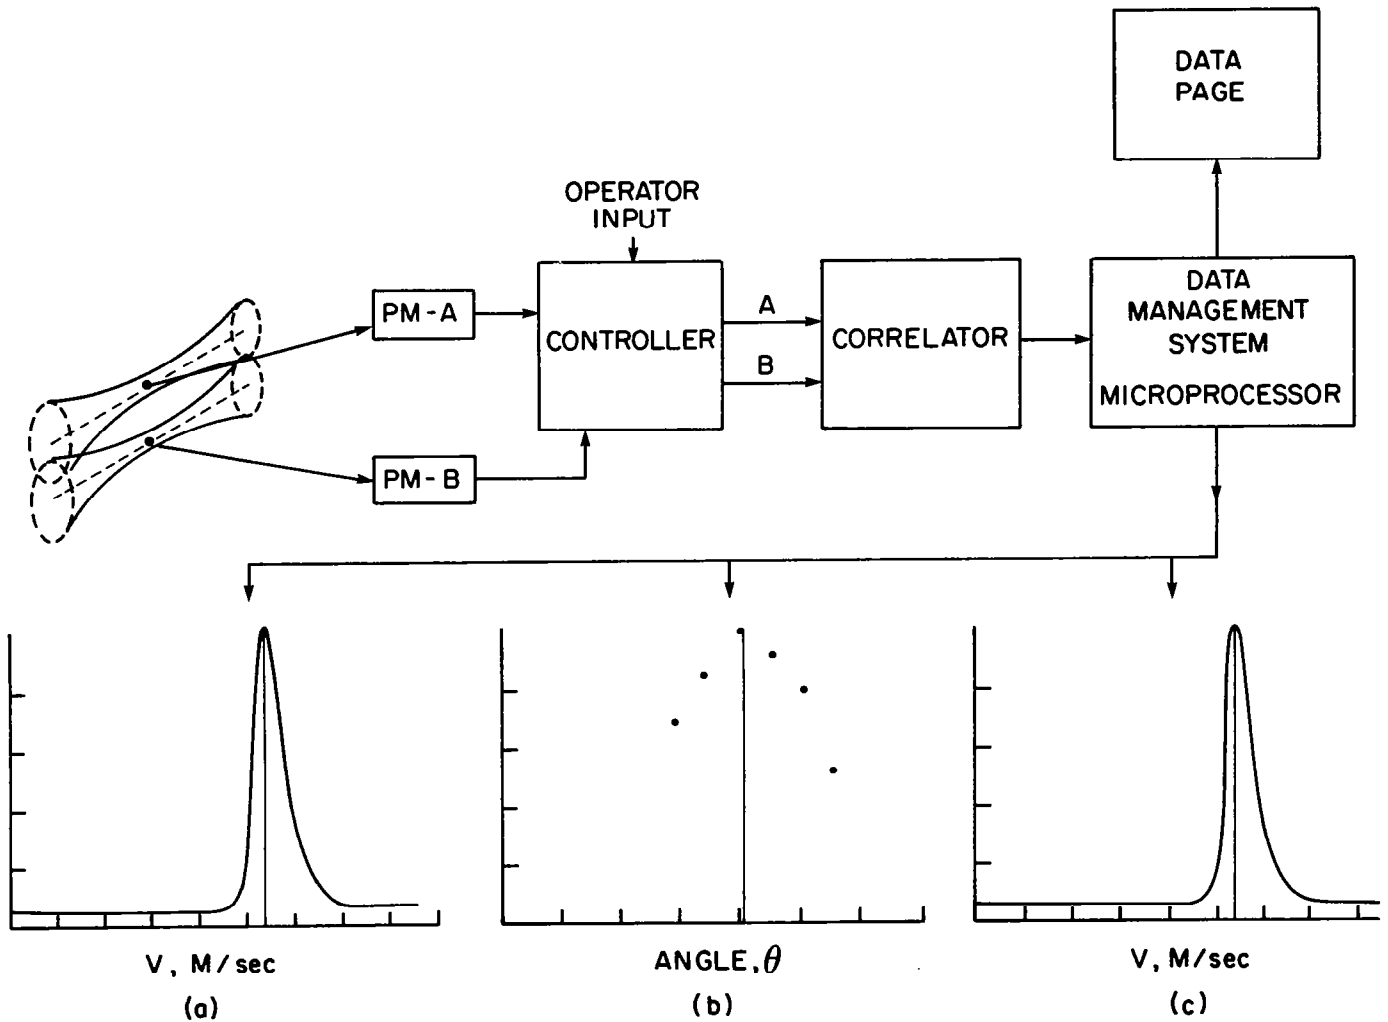 DATA
PAGE
OPERATOR
INPUT
PM-A
CONTROLLER
A
B
CORRELATOR
DATA
MANAGEMENT
SYSTEM
MICROPROCESSOR
PM-B
V, M/sec
(a)
ANGLE, θ
(b)
V, M/sec
(c)